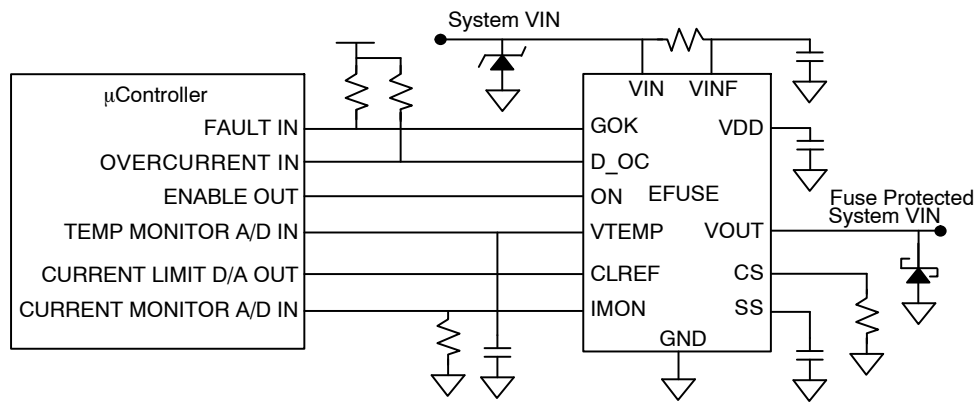 System VIN
μController
FAULT IN
OVERCURRENT IN
ENABLE OUT
TEMP MONITOR A/D IN
CURRENT LIMIT D/A OUT
CURRENT MONITOR A/D IN
VIN
VINF
GOK
D_OC
ON
VTEMP
CLREF
IMON
EFUSE
VDD
VOUT
CS
SS
GND
Fuse Protected
System VIN